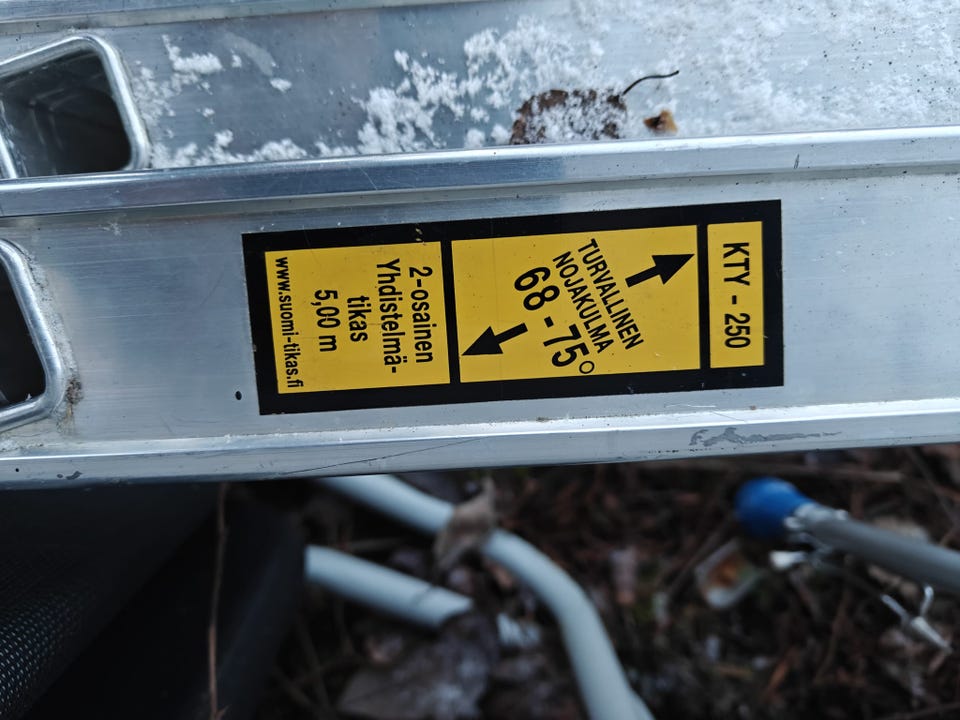 KTY - 250
TURVALLINEN
NOJAKULMA
68 - 75°
2-osainen
Yhdistelmä-
tikas
5,00 m
www.suomi-tikas.fi